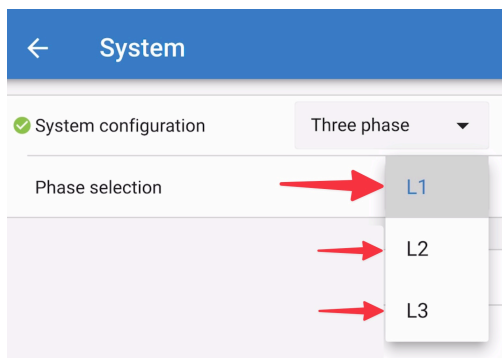 System
System configuration Three phase
Phase selection L1
L2
L3